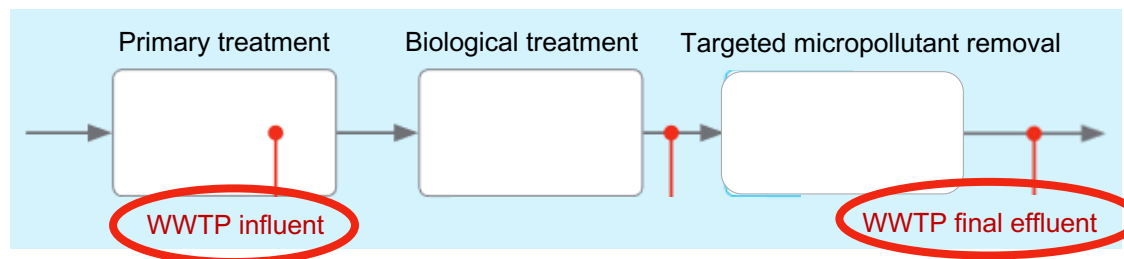 Primary treatment
Biological treatment
Targeted micropollutant removal
WWTP influent
WWTP final effluent